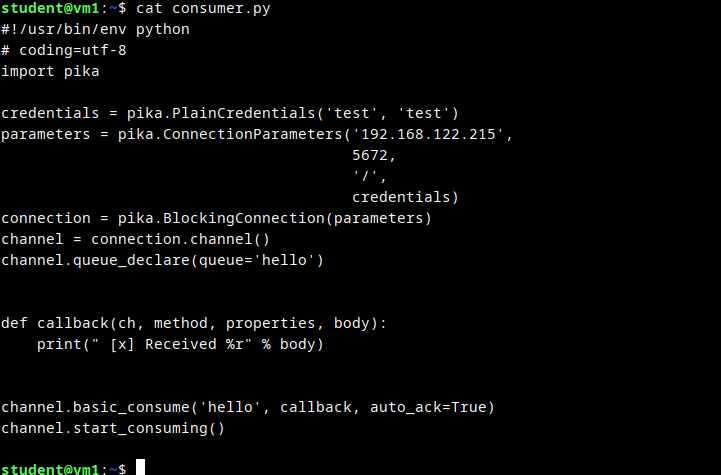 student@vm1:~$ cat consumer.py
#!/usr/bin/env python
# coding=utf-8
import pika

credentials = pika.PlainCredentials('test', 'test')
parameters = pika.ConnectionParameters('192.168.122.215',
                                       5672,
                                       '/',
                                       credentials)
connection = pika.BlockingConnection(parameters)
channel = connection.channel()
channel.queue_declare(queue='hello')


def callback(ch, method, properties, body):
    print(" [x] Received %r" % body)


channel.basic_consume('hello', callback, auto_ack=True)
channel.start_consuming()

student@vm1:~$